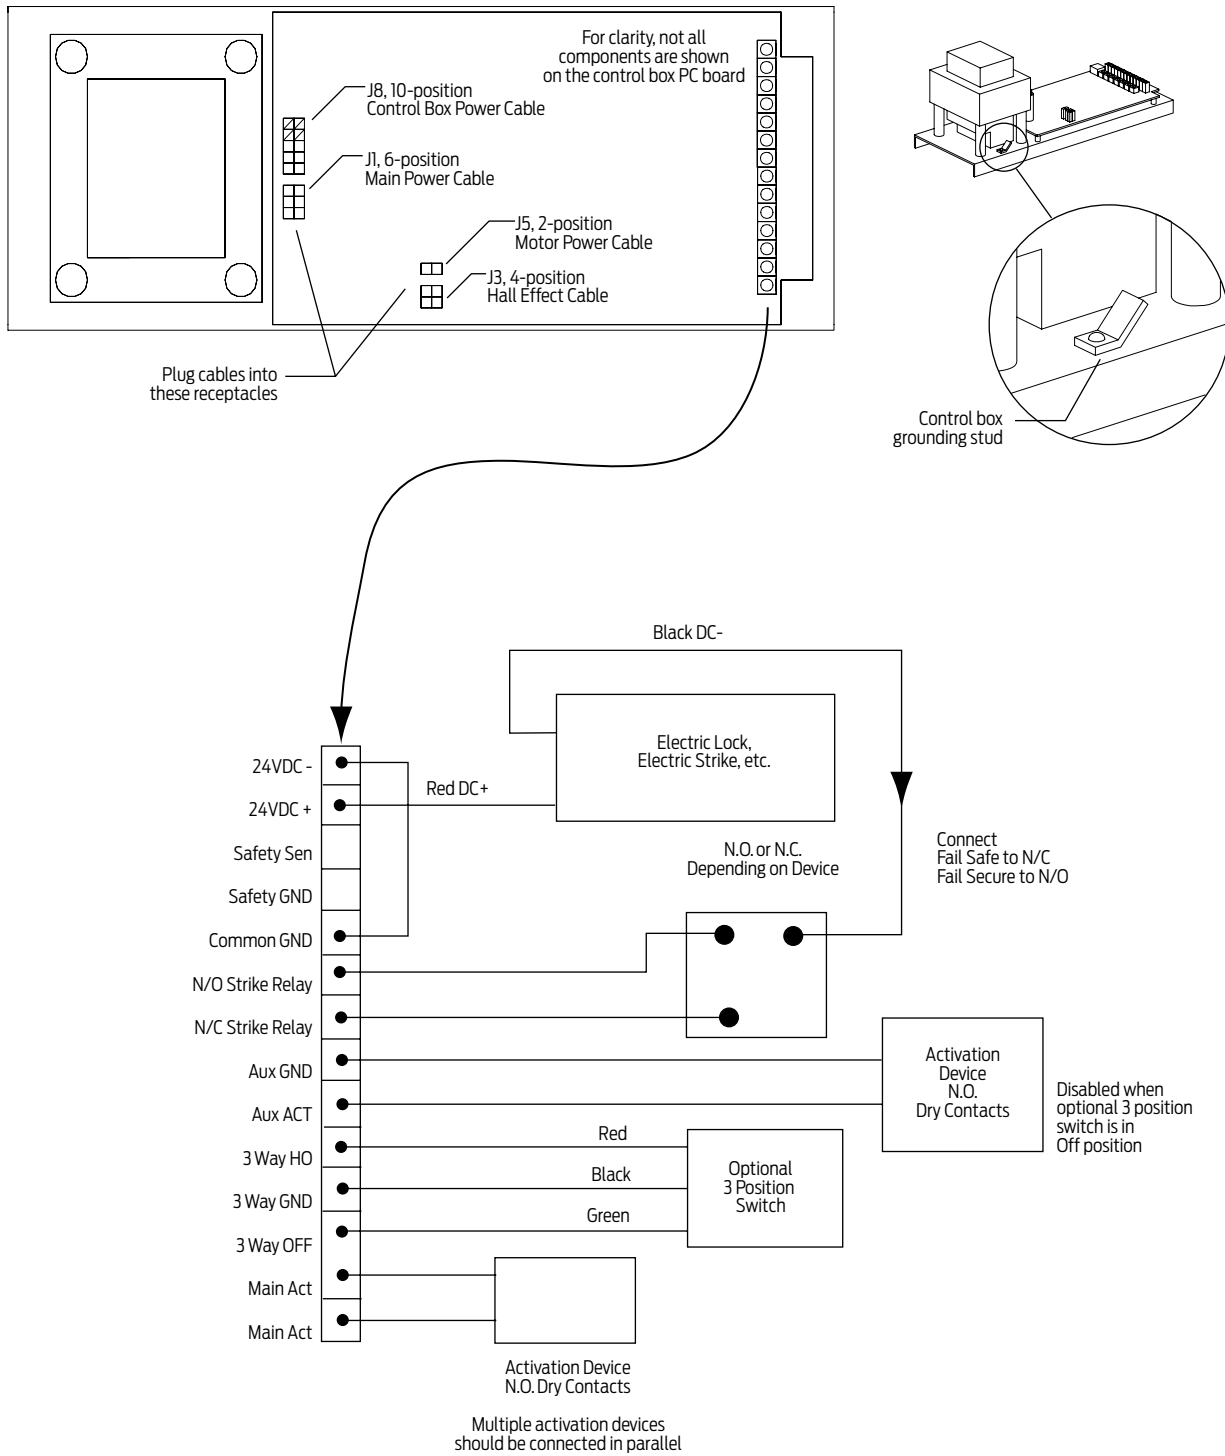 For clarity, not all
components are shown
on the control box PC board
J8, 10-position
Control Box Power Cable
J1, 6-position
Main Power Cable
J5, 2-position
Motor Power Cable
J3, 4-position
Hall Effect Cable
Plug cables into
these receptacles
Control box
grounding stud
Black DC-
Electric Lock,
Electric Strike, etc.
24VDC -
Red DC+
24VDC +
Safety Sen
Safety GND
Common GND
N/O Strike Relay
N/C Strike Relay
Aux GND
Aux ACT
3 Way HO
3 Way GND
3 Way OFF
Main Act
Main Act
N.O. or N.C.
Depending on Device
Connect
Fail Safe to N/C
Fail Secure to N/O
Activation
Device
N.O.
Dry Contacts
Disabled when
optional 3 position
switch is in
Off position
Red
Black
Green
Optional
3 Position
Switch
Activation Device
N.O. Dry Contacts
Multiple activation devices
should be connected in parallel